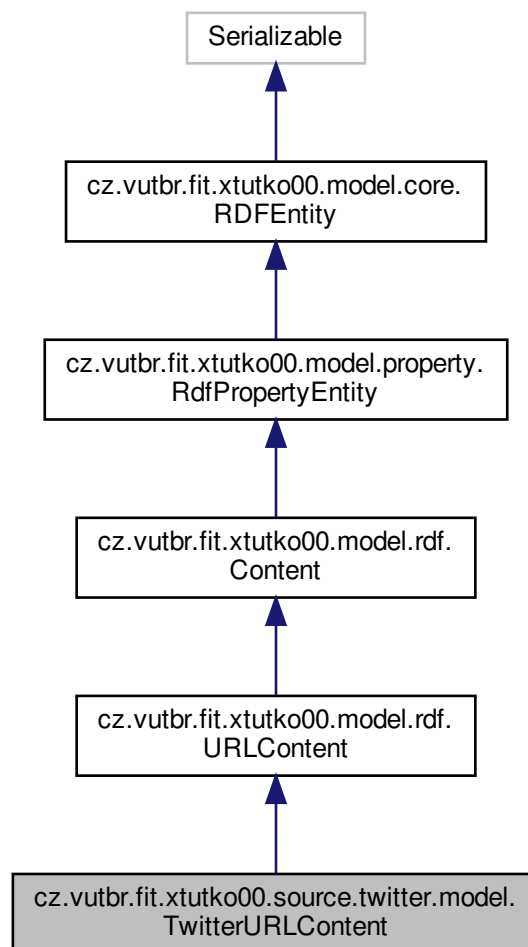 Serializable
cz.vutbr.fit.xtutko00.model.core.
RDFEntity
cz.vutbr.fit.xtutko00.model.property.
RdfPropertyEntity
cz.vutbr.fit.xtutko00.model.rdf.
Content
cz.vutbr.fit.xtutko00.model.rdf.
URLContent
cz.vutbr.fit.xtutko00.source.twitter.model.
TwitterURLContent